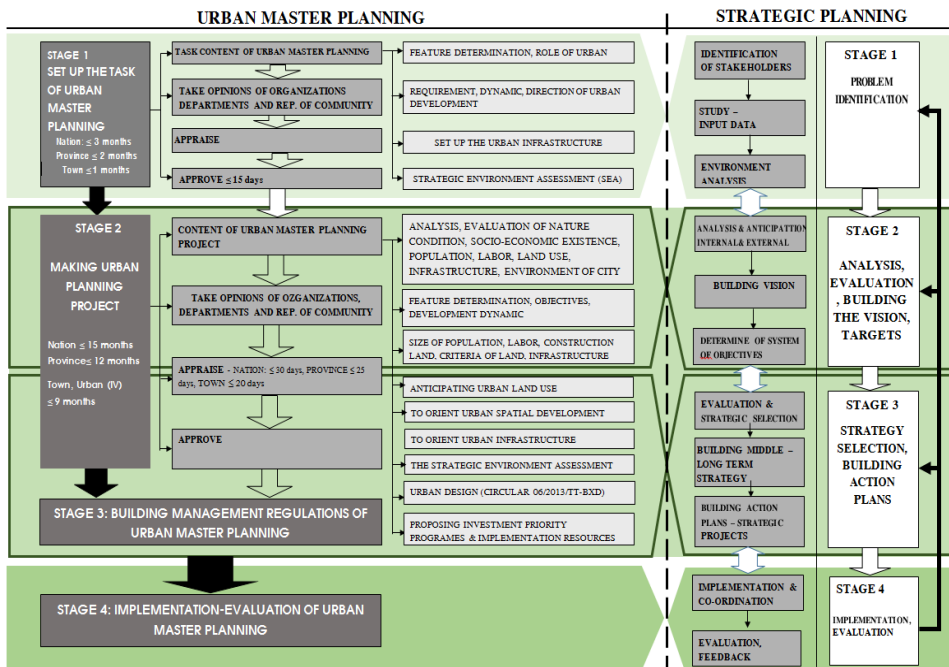 URBAN MASTER PLANNING
STRATEGIC PLANNING
STAGE 1
SET UP THE TASK
OF URBAN
MASTER
PLANNING
Nation: ≤ 3 months
Province ≤ 2 months
Town ≤ 1 months
TASK CONTENT OF URBAN MASTER PLANNING
TAKE OPINIONS OF ORGANIZATIONS
DEPARTMENTS AND REP. OF COMMUNITY
APPRAISE
APPROVE ≤ 15 days
FEATURE DETERMINATION, ROLE OF URBAN
REQUIREMENT, DYNAMIC, DIRECTION OF URBAN
DEVELOPMENT
SET UP THE URBAN INFRASTRUCTURE
STRATEGIC ENVIRONMENT ASSESSMENT (SEA)
IDENTIFICATION
OF STAKEHOLDERS
STUDY –
INPUT DATA
ENVIRONMENT
ANALYSIS
STAGE 1
PROBLEM
IDENTIFICATION
STAGE 2
MAKING URBAN
PLANNING
PROJECT
Nation ≤ 15 months
Province≤ 12 months
Town, Urban (IV)
≤ 9 months
CONTENT OF URBAN MASTER PLANNING
PROJECT
TAKE OPINIONS OF OZGANIZATIONS,
DEPARTMENTS AND REP. OF COMMUNITY
APPRAISE - NATION: ≤ 30 days, PROVINCE ≤ 25
days, TOWN ≤ 20 days
APPROVE
ANALYSIS, EVALUATION OF NATURE
CONDITION, SOCIO-ECONOMIC EXISTENCE,
POPULATION, LABOR, LAND USE,
INFRASTRUCTURE, ENVIRONMENT OF CITY
FEATURE DETERMINATION, OBJECTIVES,
DEVELOPMENT DYNAMIC
SIZE OF POPULATION, LABOR, CONSTRUCTION
LAND, CRITERIA OF LAND, INFRASTRUCTURE
ANTICIPATING URBAN LAND USE
TO ORIENT URBAN SPATIAL DEVELOPMENT
TO ORIENT URBAN INFRASTRUCTURE
THE STRATEGIC ENVIRONMENT ASSESSMENT
URBAN DESIGN (CIRCULAR 06/2013/TT-BXD)
PROPOSING INVESTMENT PRIORITY
PROGRAMES & IMPLEMENTATION RESOURCES
ANALYSIS & ANTICIPATTION
INTERNAL& EXTERNAL
BUILDING VISION
DETERMINE OF SYSTEM
OF OBJECTIVES
STAGE 2
ANALYSIS,
EVALUATION
, BUILDING
THE VISION,
TARGETS
EVALUATION &
STRATEGIC SELECTION
BUILDING MIDDLE –
LONG TERM
STRATEGY
BUILDING ACTION
PLANS – STRATEGIC
PROJECTS
STAGE 3
STRATEGY
SELECTION,
BUILDING
ACTION
PLANS
STAGE 3: BUILDING MANAGEMENT REGULATIONS OF
URBAN MASTER PLANNING
STAGE 4: IMPLEMENTATION-EVALUATION OF URBAN
MASTER PLANNING
IMPLEMENTATION &
CO-ORDINATION
EVALUATION,
FEEDBACK
STAGE 4
IMPLEMENTATION,
EVALUATION